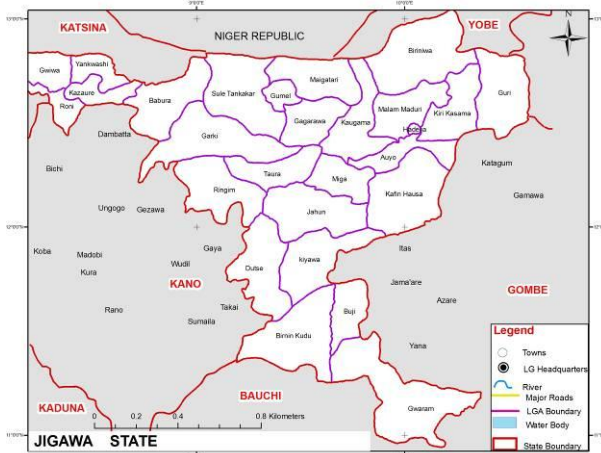 KATSINA
YOBE
N
NIGER REPUBLIC
Biriniwa
Gwiwa
Yankwashi
Kazaure
Roni
Babura
Sule Tankakar
Maigatari
Gumel
Gagarawa
Kaugama
Malam Maduri
Hadejia
Kiri Kasama
Guri
Dambatta
Garki
Auyo
Katagum
Bichi
Taura
Miga
Ringim
Kafin Hausa
Gamawa
Ungogo
Gezawa
Jahun
Koba
Madobi
Kura
Wudil
Gaya
Itas
KANO
Dutse
kiyawa
Jama'are
GOMBE
Azare
Rano
Takai
Sumaila
Buji
Birnin Kudu
Yana
Gwaram
KADUNA
BAUCHI
0 0.2 0.4 0.8 Kilometers
JIGAWA STATE
Legend
Towns
LG Headquarters
River
Major Roads
LGA Boundary
Water Body
State Boundary